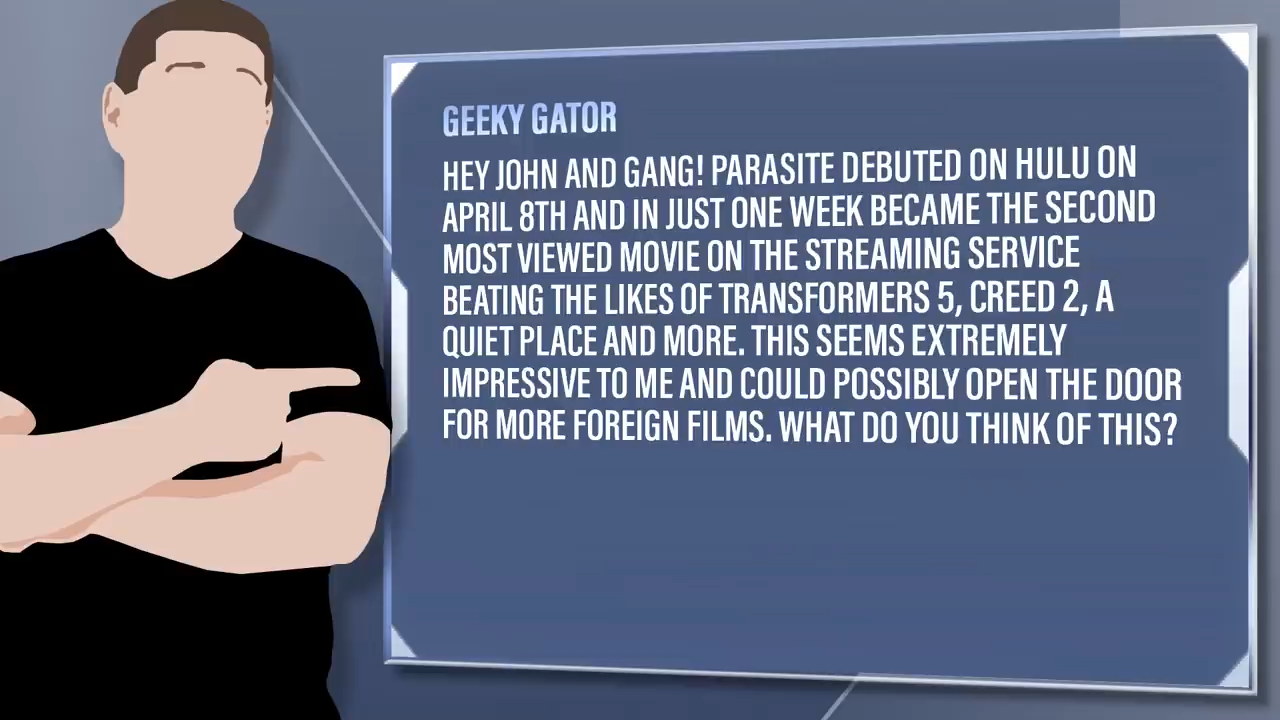 GEEKY GATOR
HEY JOHN AND GANG! PARASITE DEBUTED ON HULU ON
APRIL 8TH AND IN JUST ONE WEEK BECAME THE SECOND
MOST VIEWED MOVIE ON THE STREAMING SERVICE
BEATING THE LIKES OF TRANSFORMERS 5, CREED 2, A
QUIET PLACE AND MORE. THIS SEEMS EXTREMELY
IMPRESSIVE TO ME AND COULD POSSIBLY OPEN THE DOOR
FOR MORE FOREIGN FILMS. WHAT DO YOU THINK OF THIS?